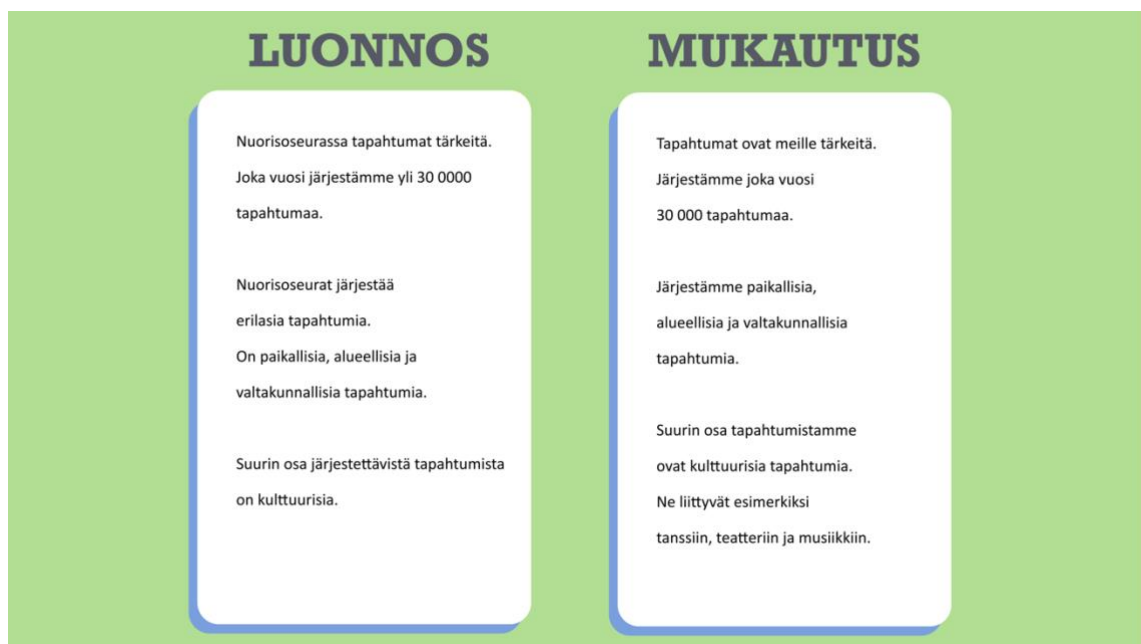 LUONNOS
Nuorisoseurassa tapahtumat tärkeitä.
Joka vuosi järjestämme yli 30 0000
tapahtumaa.
Nuorisoseurat järjestää
erilasia tapahtumia.
On paikallisia, alueellisia ja
valtakunnallisia tapahtumia.
Suurin osa järjestettävistä tapahtumista
on kulttuurisia.
MUKAUTUS
Tapahtumat ovat meille tärkeitä.
Järjestämme joka vuosi
30 000 tapahtumaa.
Järjestämme paikallisia,
alueellisia ja valtakunnallisia
tapahtumia.
Suurin osa tapahtumistamme
ovat kulttuurisia tapahtumia.
Ne liittyvät esimerkiksi
tanssiin, teatteriin ja musiikkiin.